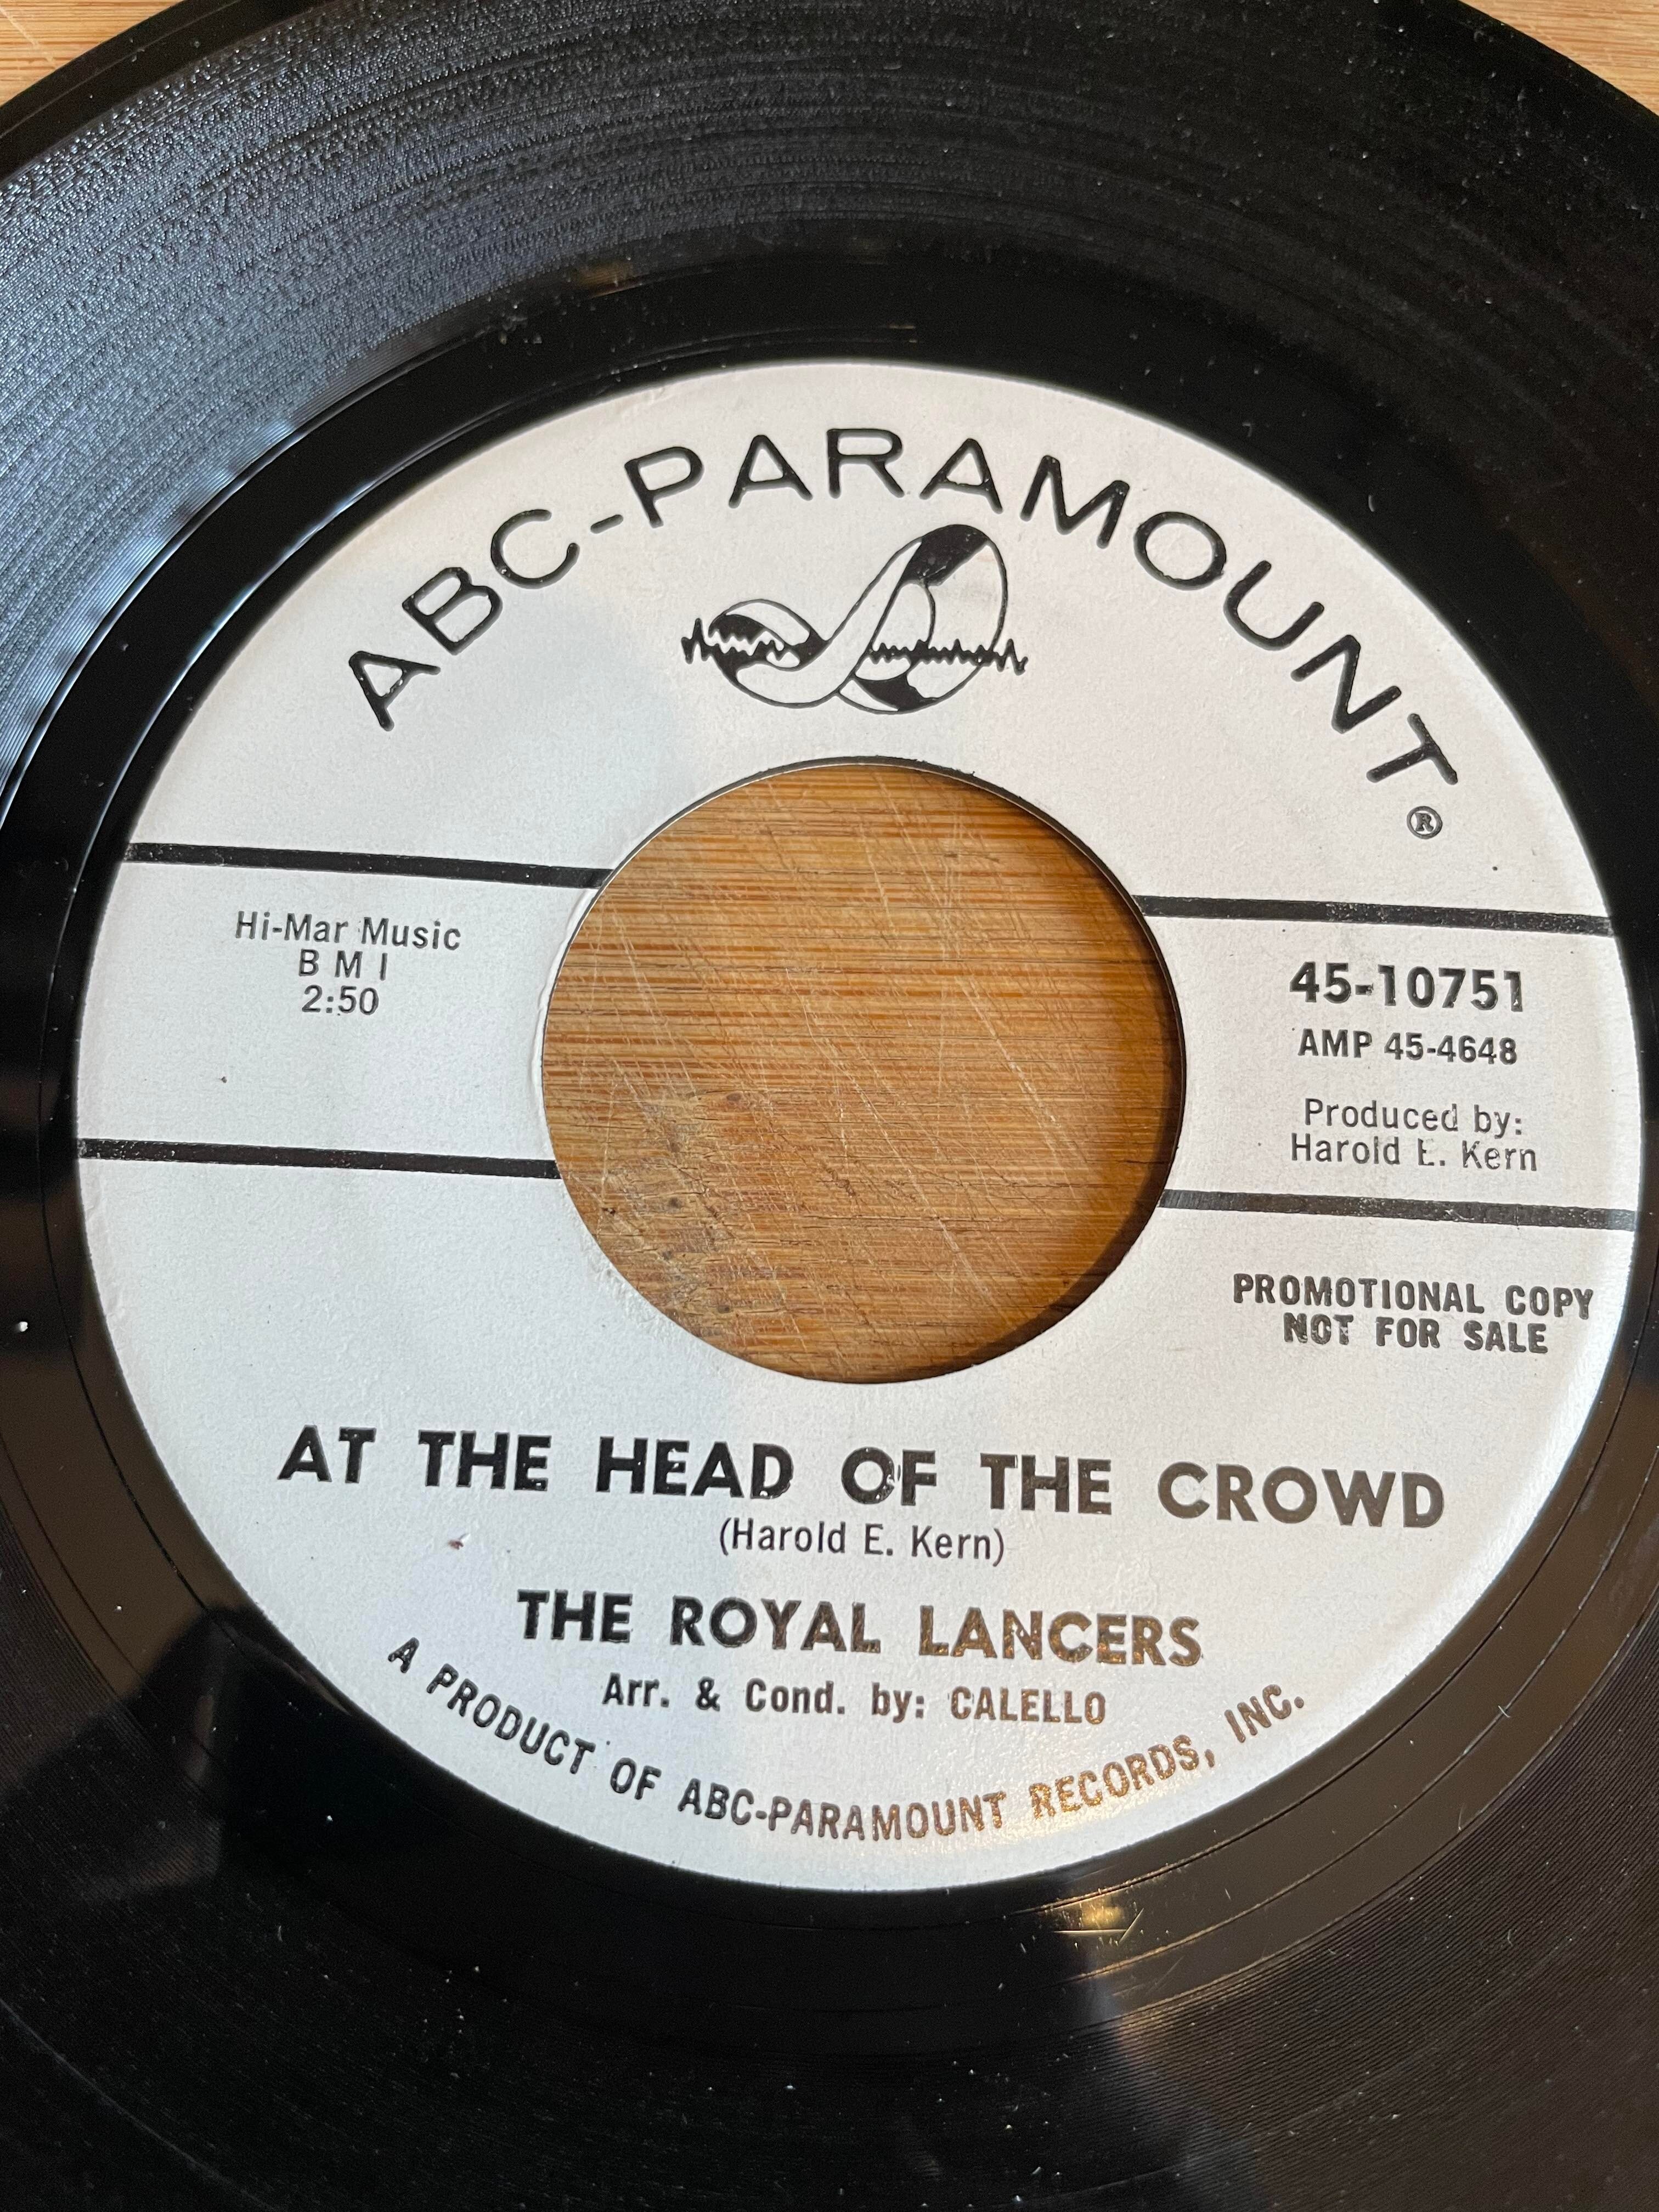 ABC-PARAMOUNT®
Hi-Mar Music
B M I
2:50
45-10751
AMP 45-4648
Produced by:
Harold E. Kern
PROMOTIONAL COPY
NOT FOR SALE
AT THE HEAD OF THE CROWD
(Harold E. Kern)
THE ROYAL LANCERS
Arr. & Cond. by: CALELLO
A PRODUCT OF ABC-PARAMOUNT RECORDS, INC.